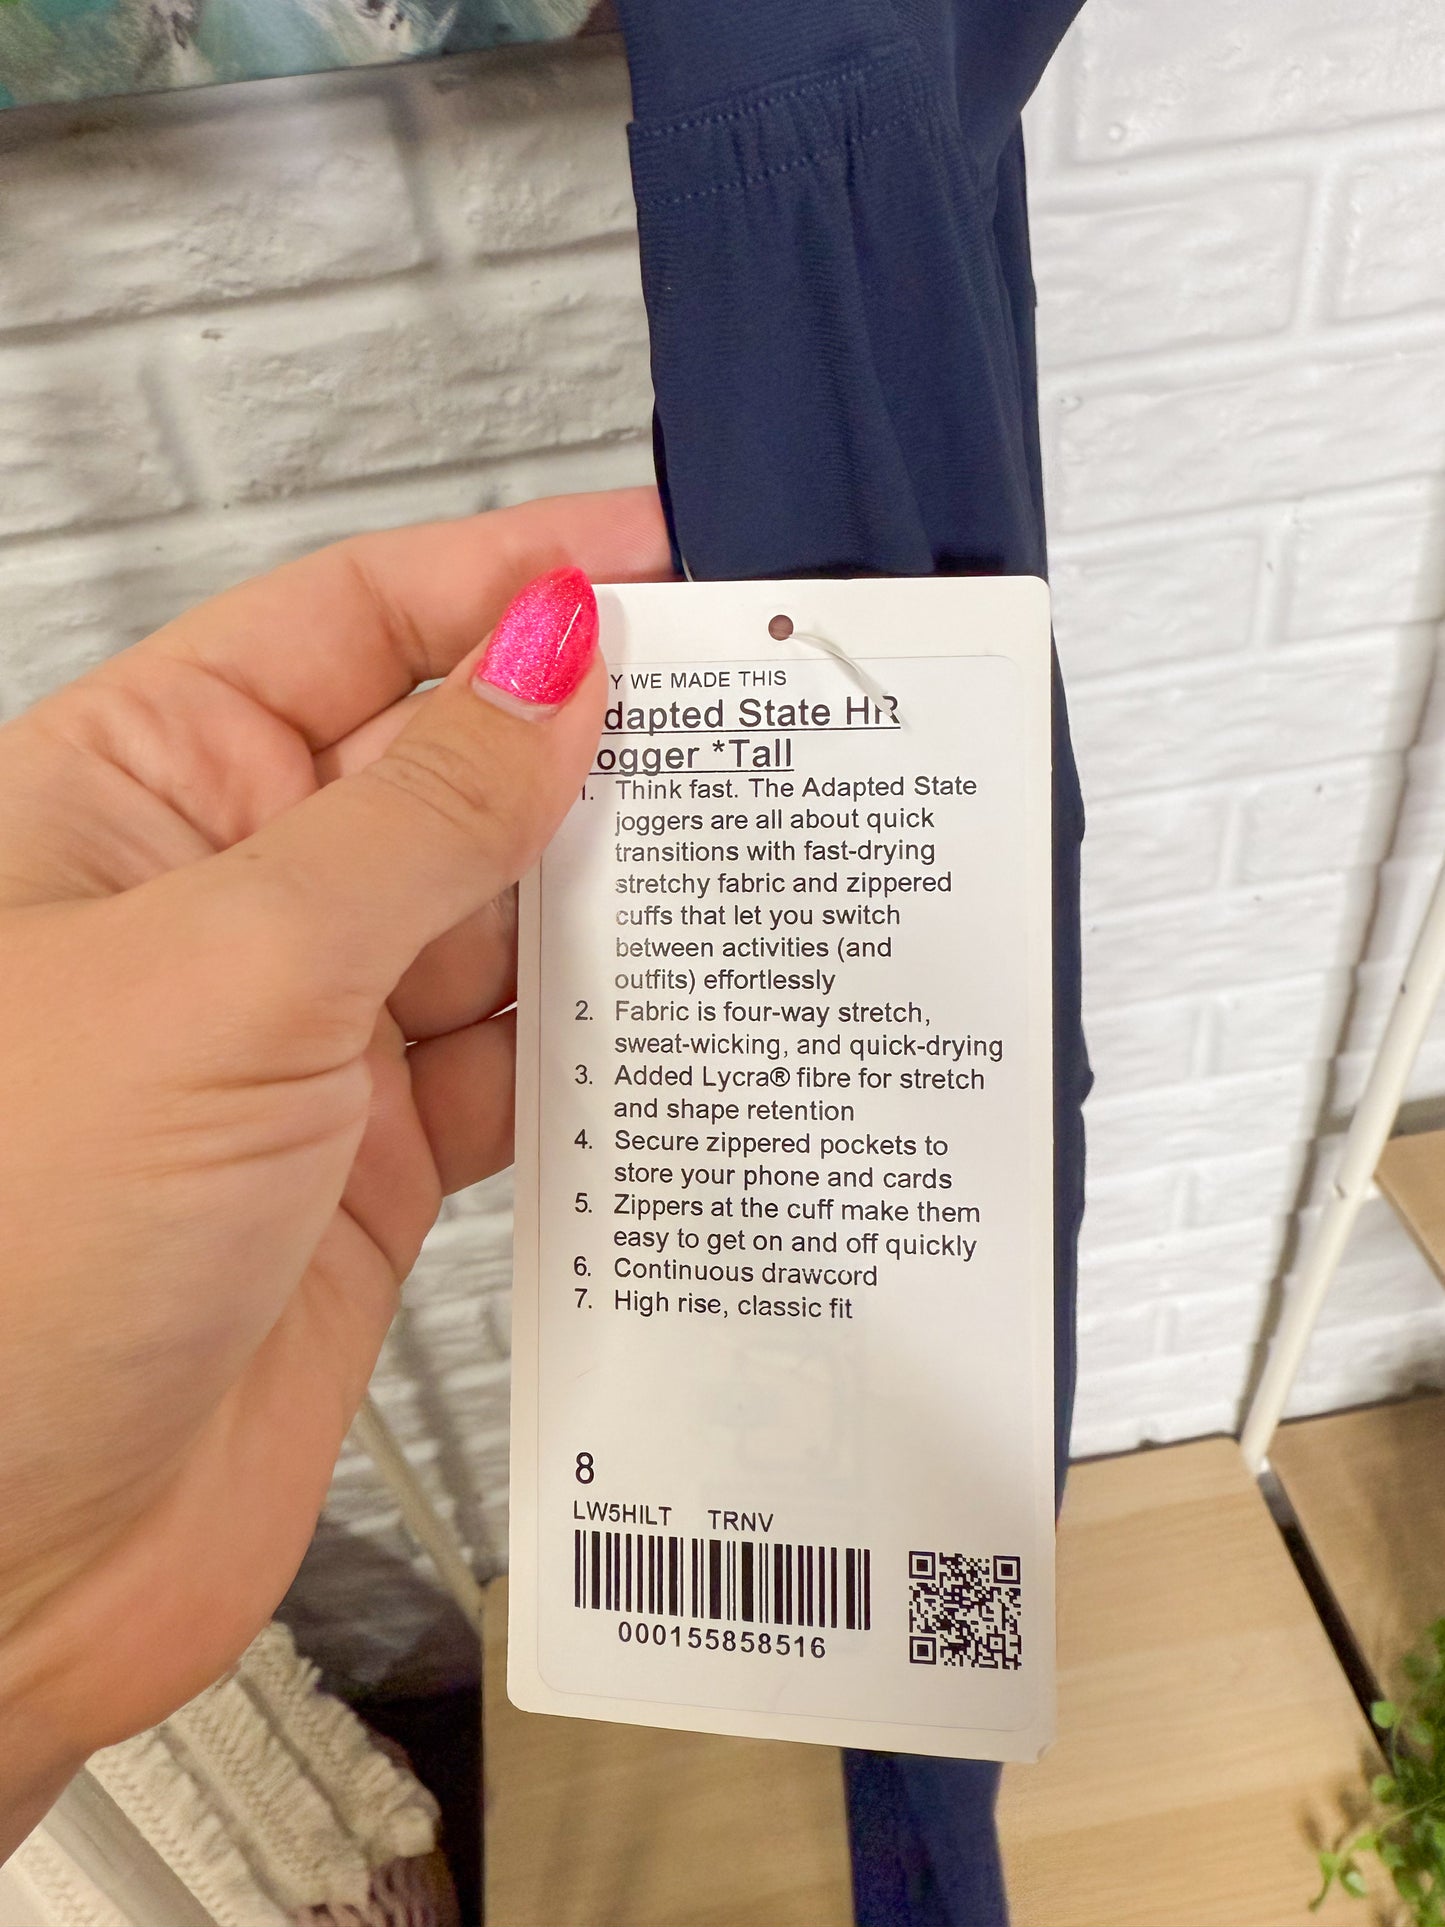 Y WE MADE THIS
dapted State HR
ogger *Tall
1. Think fast. The Adapted State
joggers are all about quick
transitions with fast-drying
stretchy fabric and zippered
cuffs that let you switch
between activities (and
outfits) effortlessly
2. Fabric is four-way stretch,
sweat-wicking, and quick-drying
3. Added Lycra® fibre for stretch
and shape retention
4. Secure zippered pockets to
store your phone and cards
5. Zippers at the cuff make them
easy to get on and off quickly
6. Continuous drawcord
7. High rise, classic fit
8
LW5HILT TRNV
000155858516